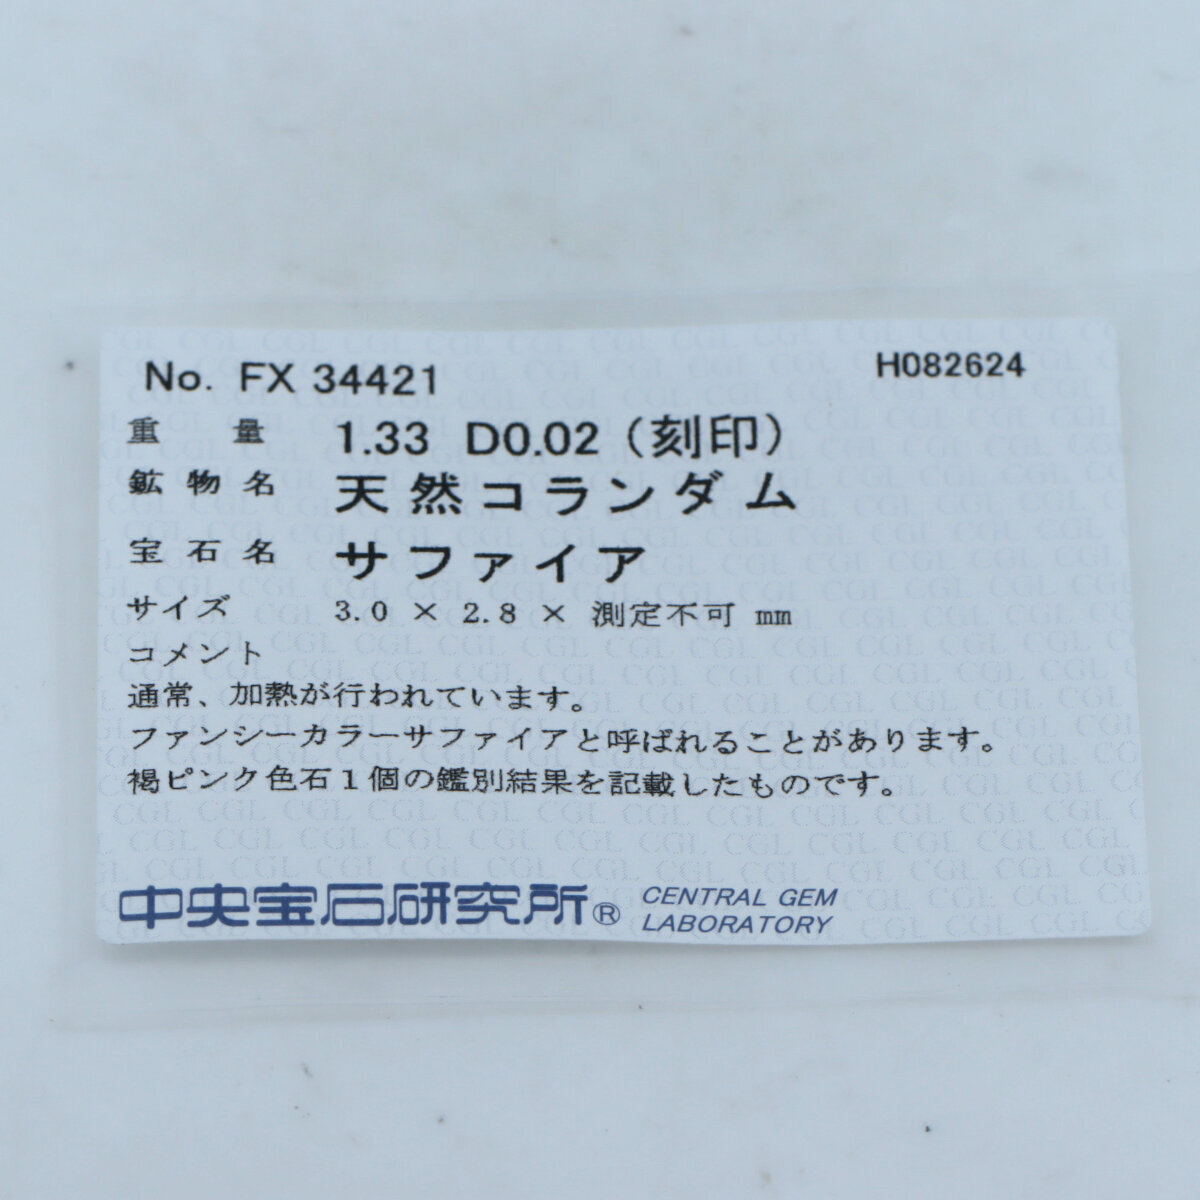 No. FX 34421 H082624
重 量 1.33 D0.02（刻印）
鉱 物 名 天然コランダム
宝 石 名 サファイア
サイズ 3.0 × 2.8 × 測定不可 mm
コメント
通常、加熱が行われています。
ファンシーカラーサファイアと呼ばれることがあります。
褐ピンク色石１個の鑑別結果を記載したものです。
中央宝石研究所® CENTRAL GEM
LABORATORY